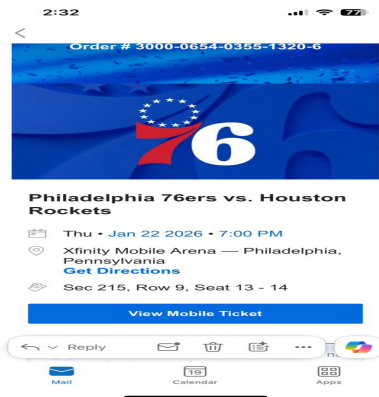 2:32
77
Order # 3000-0654-0355-1320-6
76
Philadelphia 76ers vs. Houston
Rockets
Thu • Jan 22 2026 • 7:00 PM
Xfinity Mobile Arena — Philadelphia,
Pennsylvania
Get Directions
Sec 215, Row 9, Seat 13 - 14
View Mobile Ticket
Reply
Mail
19
Calendar
Apps